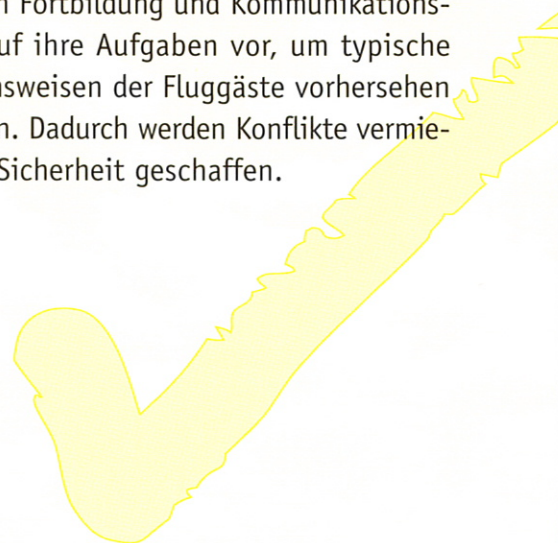 Fortbildung und Kommunikations-
uf ihre Aufgaben vor, um typische
sweisen der Fluggäste vorhersehen
n. Dadurch werden Konflikte vermie-
Sicherheit geschaffen.